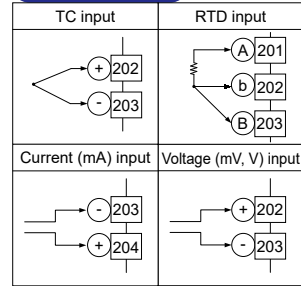 TC input
+ 202
- 203
RTD input
A 201
b 202
B 203
Current (mA) input
- 203
+ 204
Voltage (mV, V) input
+ 202
- 203